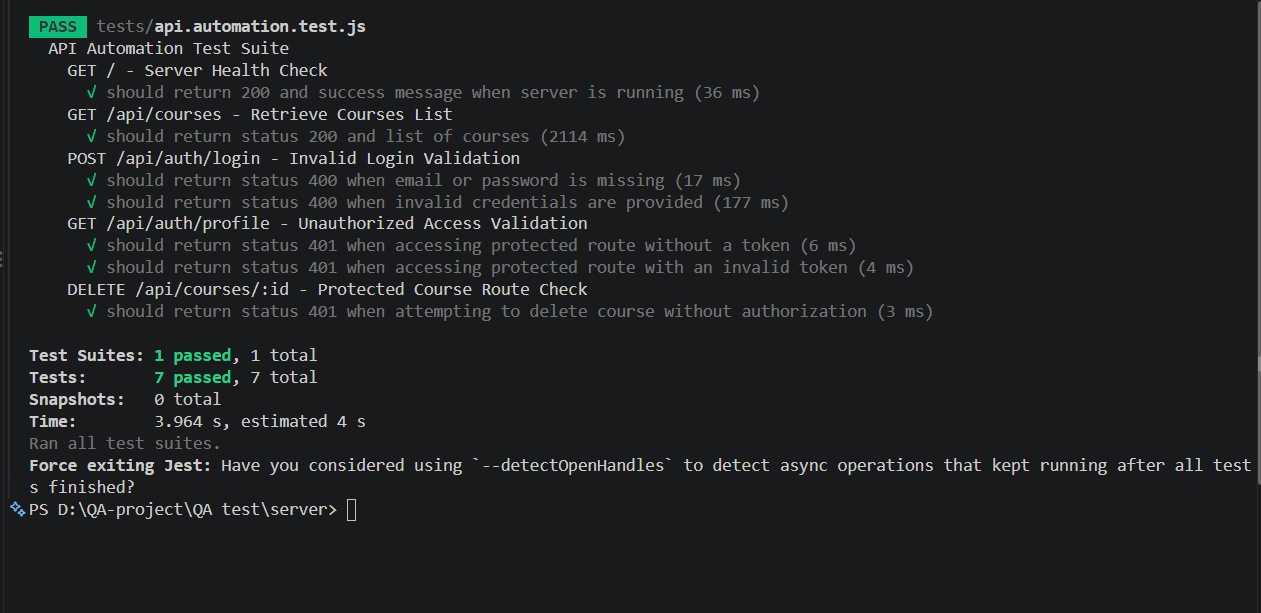 PASS tests/api.automation.test.js
API Automation Test Suite
GET / - Server Health Check
√ should return 200 and success message when server is running (36 ms)
GET /api/courses - Retrieve Courses List
√ should return status 200 and list of courses (2114 ms)
POST /api/auth/login - Invalid Login Validation
√ should return status 400 when email or password is missing (17 ms)
√ should return status 400 when invalid credentials are provided (177 ms)
GET /api/auth/profile - Unauthorized Access Validation
√ should return status 401 when accessing protected route without a token (6 ms)
√ should return status 401 when accessing protected route with an invalid token (4 ms)
DELETE /api/courses/:id - Protected Course Route Check
√ should return status 401 when attempting to delete course without authorization (3 ms)
Test Suites: 1 passed, 1 total
Tests: 7 passed, 7 total
Snapshots: 0 total
Time: 3.964 s, estimated 4 s
Ran all test suites.
Force exiting Jest: Have you considered using `--detectOpenHandles` to detect async operations that kept running after all test
s finished?
PS D:\QA-project\QA test\server>